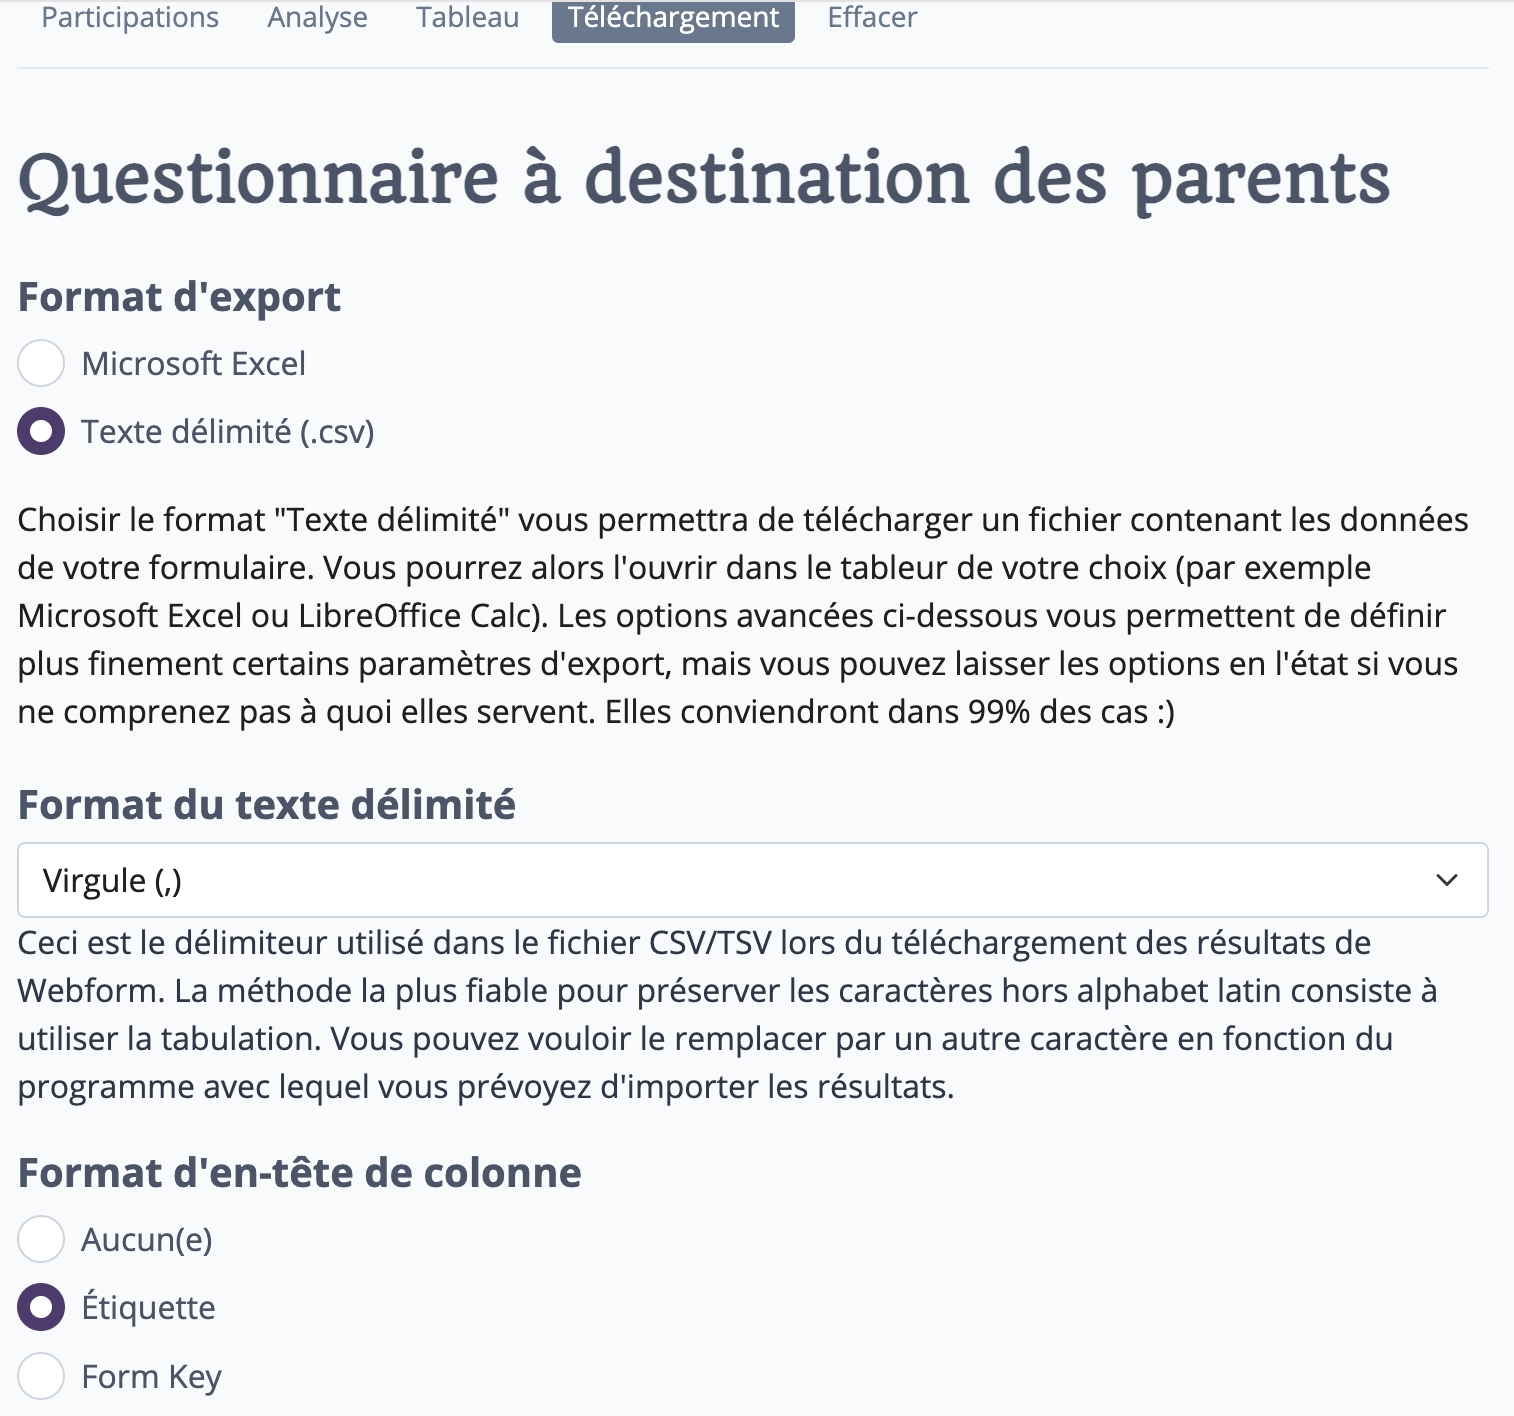 Participations Analyse Tableau Téléchargement Effacer
Questionnaire à destination des parents
Format d'export
Microsoft Excel
Texte délimité (.csv)
Choisir le format "Texte délimité" vous permettra de télécharger un fichier contenant les données
de votre formulaire. Vous pourrez alors l'ouvrir dans le tableur de votre choix (par exemple
Microsoft Excel ou LibreOffice Calc). Les options avancées ci-dessous vous permettent de définir
plus finement certains paramètres d'export, mais vous pouvez laisser les options en l'état si vous
ne comprenez pas à quoi elles servent. Elles conviendront dans 99% des cas :)
Format du texte délimité
Virgule (,)
Ceci est le délimiteur utilisé dans le fichier CSV/TSV lors du téléchargement des résultats de
Webform. La méthode la plus fiable pour préserver les caractères hors alphabet latin consiste à
utiliser la tabulation. Vous pouvez vouloir le remplacer par un autre caractère en fonction du
programme avec lequel vous prévoyez d'importer les résultats.
Format d'en-tête de colonne
Aucun(e)
Étiquette
Form Key